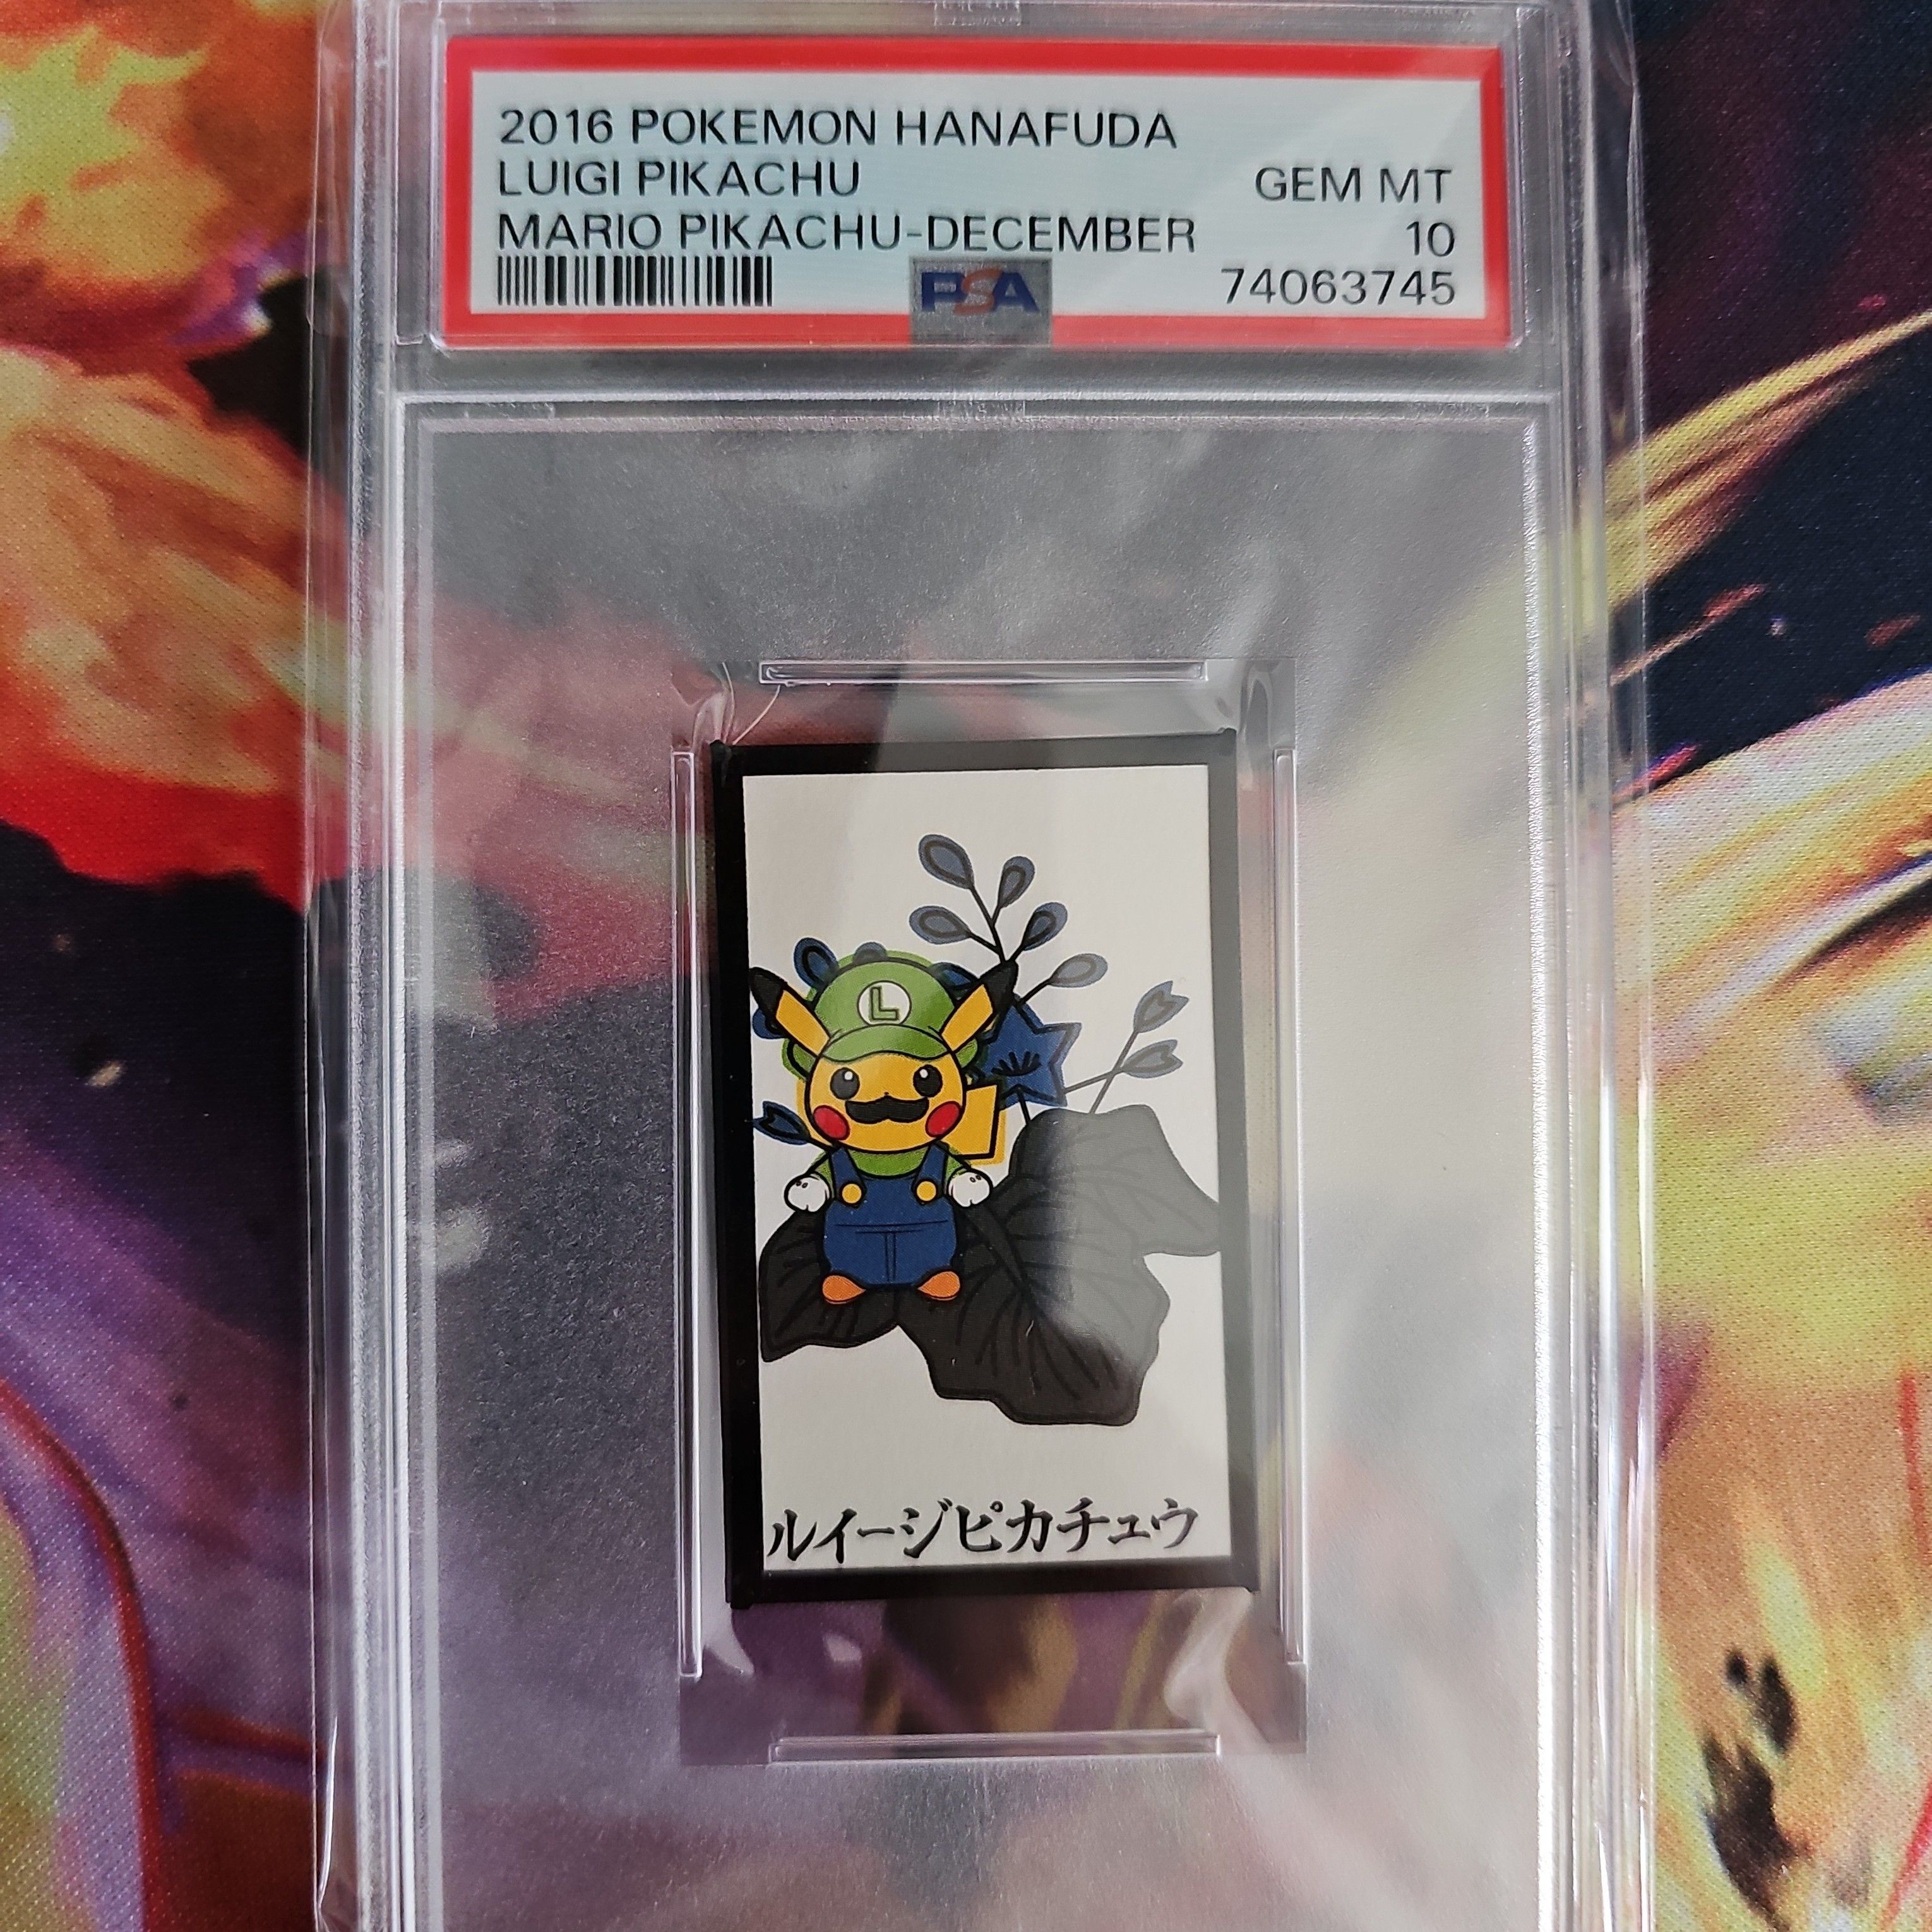 2016 POKEMON HANAFUDA
LUIGI PIKACHU
GEM MT
MARIO PIKACHU-DECEMBER
10
PSA
74063745
L
ルイージピカチュウ